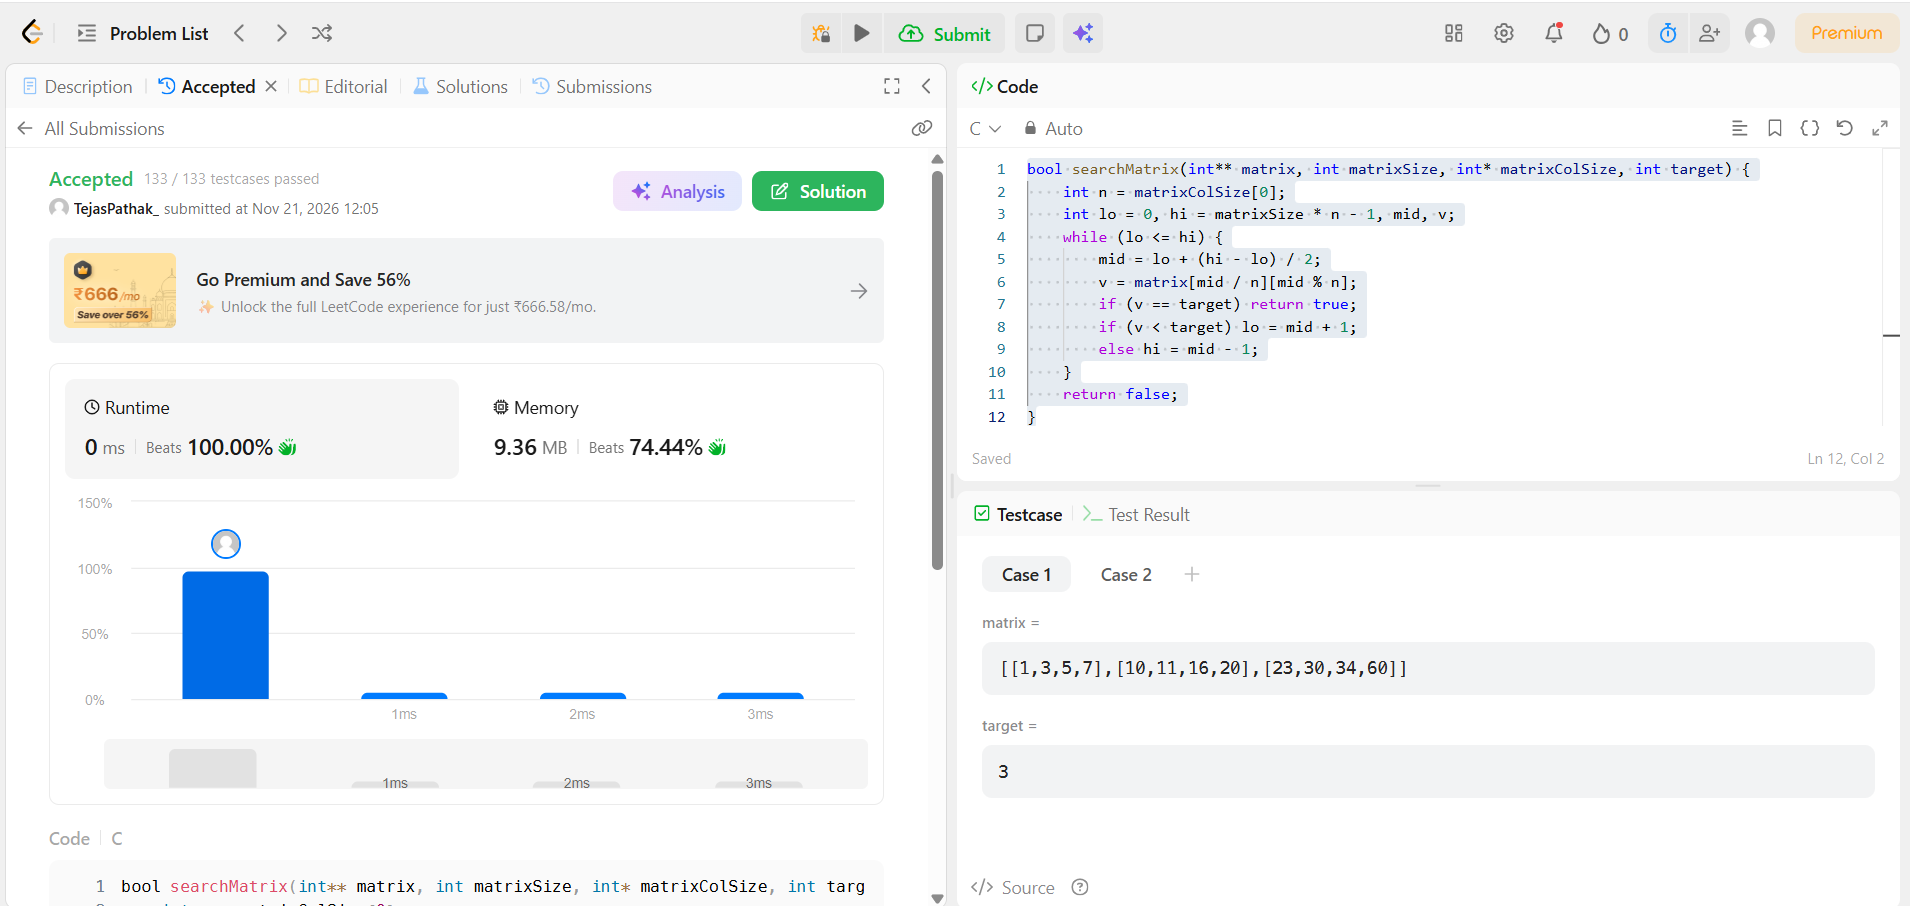 Problem List
Submit
0
Premium
Description
Accepted
Editorial
Solutions
Submissions
All Submissions
Accepted 133 / 133 testcases passed
TejasPathak_ submitted at Nov 21, 2026 12:05
Analysis
Solution
₹666 /mo
Save over 56%
Go Premium and Save 56%
Unlock the full LeetCode experience for just ₹666.58/mo.
Runtime
0 ms Beats 100.00%
Memory
9.36 MB Beats 74.44%
150%
100%
50%
0%
1ms 2ms 3ms
1ms 2ms 3ms
Code C
1 bool searchMatrix(int** matrix, int matrixSize, int* matrixColSize, int targ
</> Code
C
Auto
1 bool searchMatrix(int** matrix, int matrixSize, int* matrixColSize, int target) {
2 int n = matrixColSize[0];
3 int lo = 0, hi = matrixSize * n - 1, mid, v;
4 while (lo <= hi) {
5 mid = lo + (hi - lo) / 2;
6 v = matrix[mid / n][mid % n];
7 if (v == target) return true;
8 if (v < target) lo = mid + 1;
9 else hi = mid - 1;
10 }
11 return false;
12 }
Saved
Ln 12, Col 2
Testcase
Test Result
Case 1
Case 2
matrix =
[[1,3,5,7],[10,11,16,20],[23,30,34,60]]
target =
3
</> Source